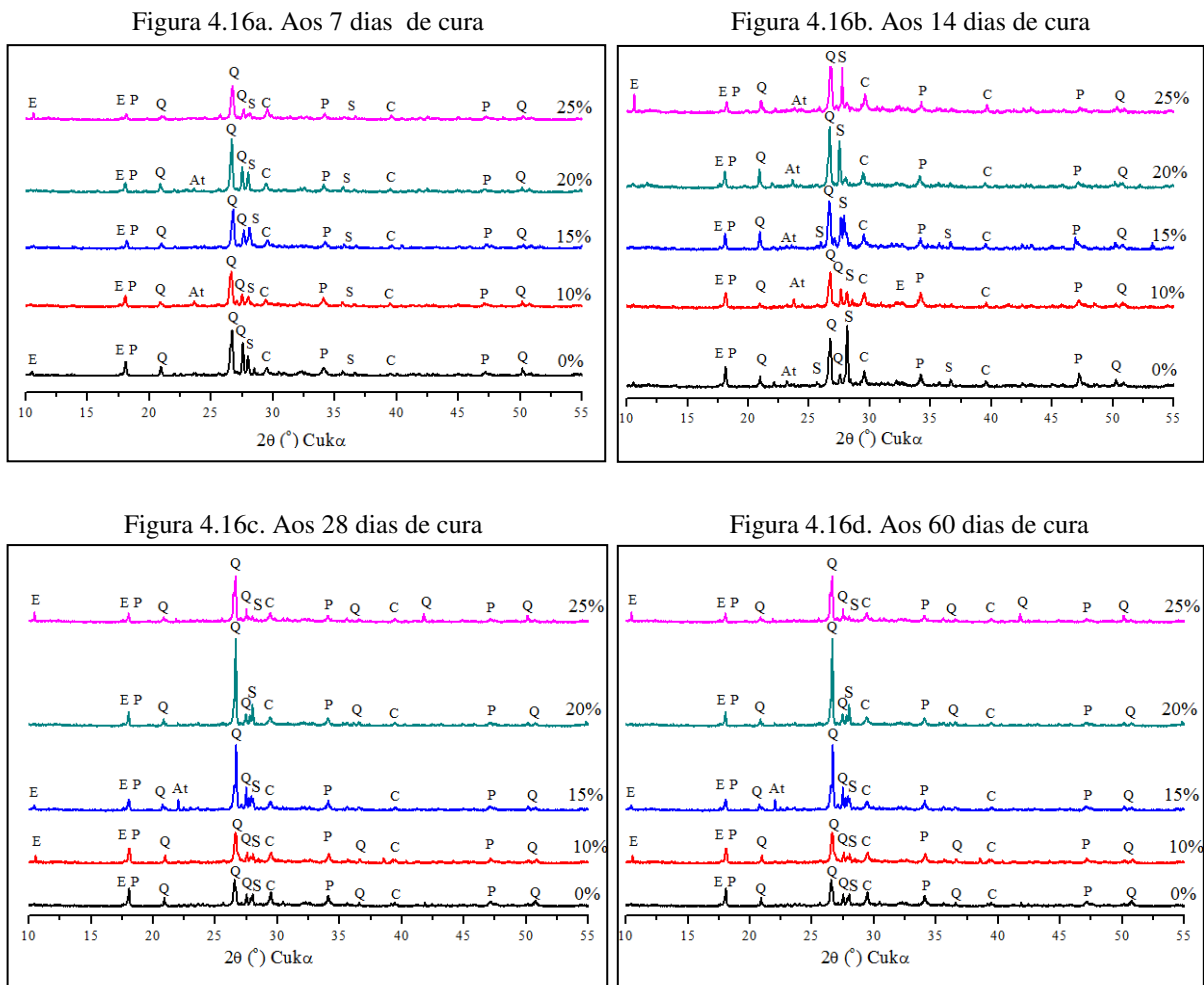 Figura 4.16a. Aos 7 dias de cura
E E P Q Q Q S C P S C P Q 25%
E P Q At Q Q S C P S C P Q 20%
E P Q Q Q S C P S C P Q 15%
E P Q At Q Q S C P S C P Q 10%
E E P Q Q Q S C P S C P Q 0%
10 15 20 25 30 35 40 45 50 55
2θ (°) Cukα
Figura 4.16b. Aos 14 dias de cura
E E P Q At Q S C P C P Q 25%
E P Q At Q S C P C P Q 20%
E P Q At S Q S C P S C P Q 15%
E P Q At Q Q S C E P C P Q 10%
E P Q At S Q Q S C P S C P Q 0%
10 15 20 25 30 35 40 45 50 55
2θ (°) Cukα
Figura 4.16c. Aos 28 dias de cura
E E P Q Q Q S C P Q C Q P Q 25%
E P Q Q Q S C P Q C P Q 20%
E E P Q At Q Q S C P C P Q 15%
E E P Q Q Q S C P Q C P Q 10%
E P Q Q Q S C P Q C P Q 0%
10 15 20 25 30 35 40 45 50 55
2θ (°) Cukα
Figura 4.16d. Aos 60 dias de cura
E E P Q Q Q S C P Q C Q P Q 25%
E P Q Q Q S C P Q C P Q 20%
E E P Q At Q Q S C P C P Q 15%
E E P Q Q Q S C P Q C P Q 10%
E P Q Q Q S C P Q C P Q 0%
10 15 20 25 30 35 40 45 50 55
2θ (°) Cukα